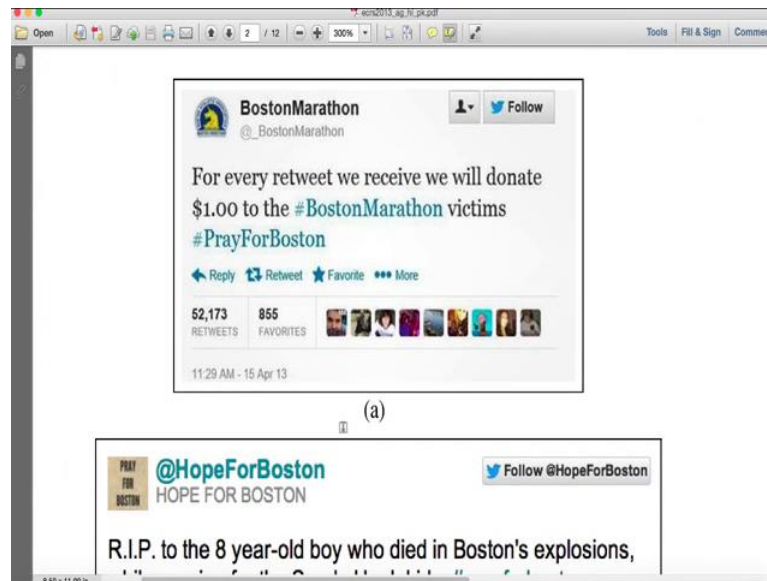 ecrs2013_ag_hl_pk.pdf
Open 2 / 12 300% Tools Fill & Sign Commen
BostonMarathon Follow
@_BostonMarathon
For every retweet we receive we will donate
$1.00 to the #BostonMarathon victims
#PrayForBoston
Reply Retweet Favorite More
52,173 855
RETWEETS FAVORITES
11:29 AM - 15 Apr 13
(a)
PRAY FOR BOSTON
@HopeForBoston Follow @HopeForBoston
HOPE FOR BOSTON
R.I.P. to the 8 year-old boy who died in Boston's explosions,